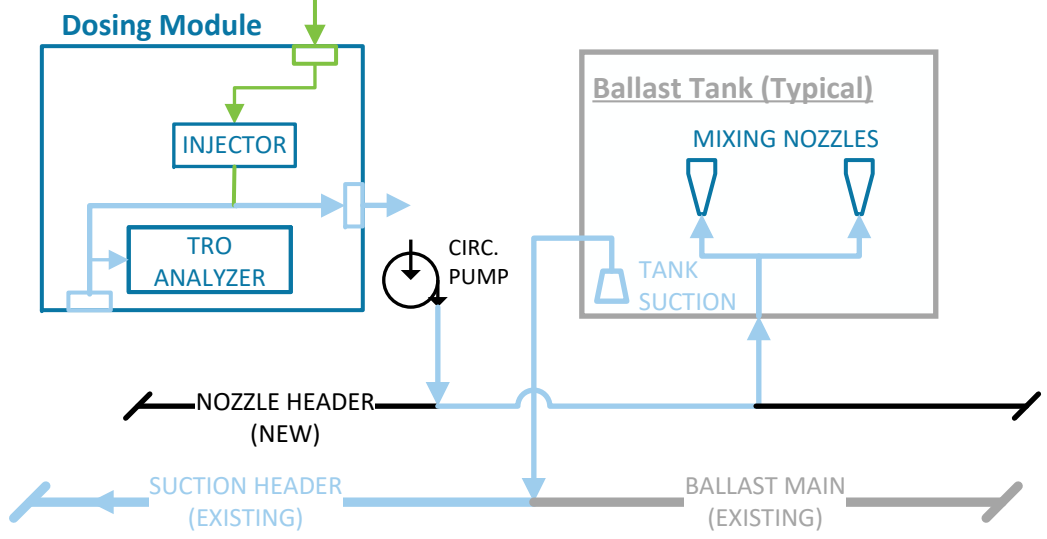 Dosing Module
INJECTOR
TRO
ANALYZER
CIRC.
PUMP
Ballast Tank (Typical)
MIXING NOZZLES
TANK
SUCTION
NOZZLE HEADER
(NEW)
SUCTION HEADER
(EXISTING)
BALLAST MAIN
(EXISTING)